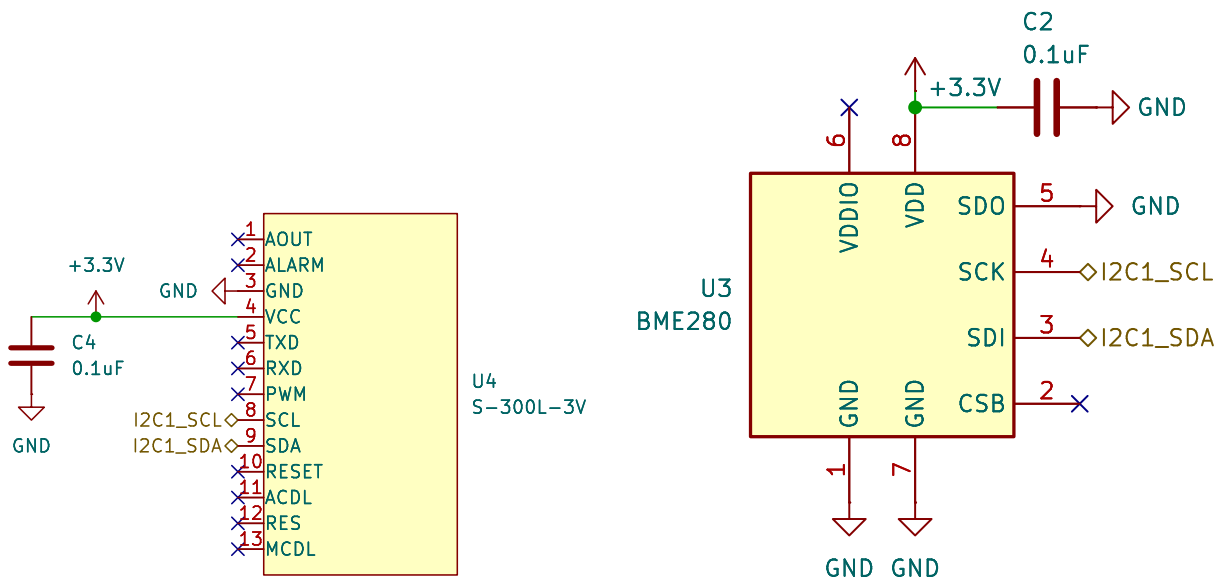 +3.3V
GND
C4
0.1uF
GND
I2C1_SCL
I2C1_SDA
1 AOUT
2 ALARM
3 GND
4 VCC
5 TXD
6 RXD
7 PWM
8 SCL
9 SDA
10 RESET
11 ACDL
12 RES
13 MCDL
U4
S-300L-3V
C2
0.1uF
+3.3V
GND
6
8
VDDIO
VDD
U3
BME280
SDO 5 GND
SCK 4 I2C1_SCL
SDI 3 I2C1_SDA
CSB 2
GND
GND
1
7
GND
GND